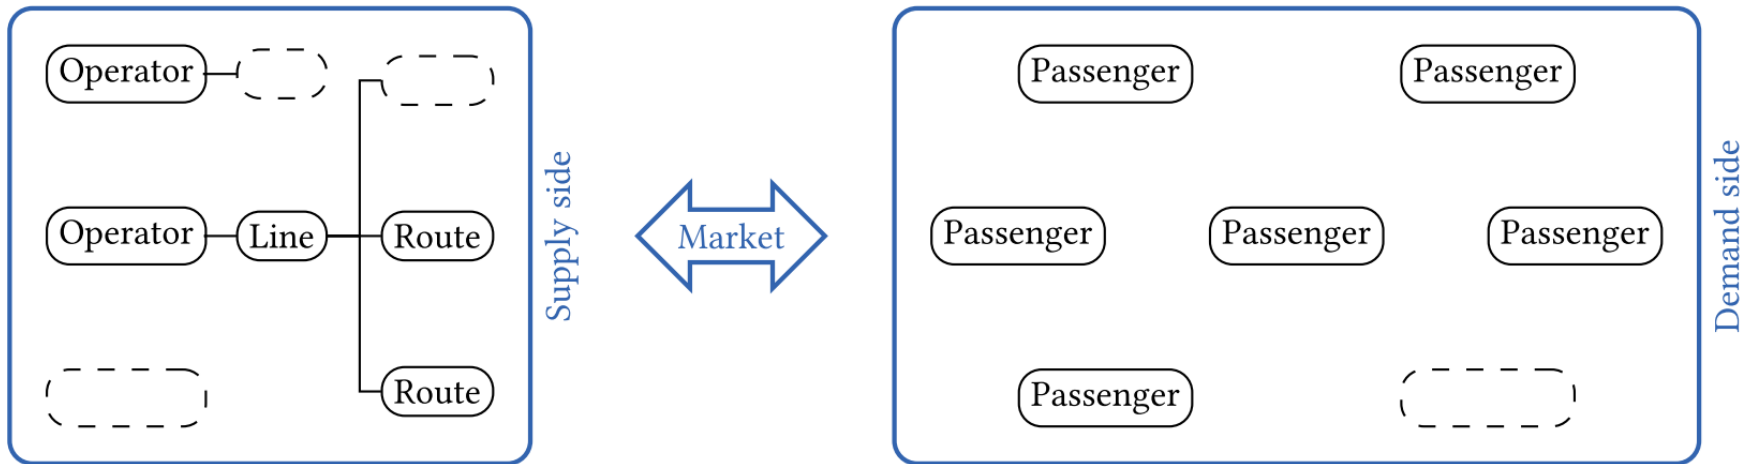 Operator
Operator
Line
Route
Route
Supply side
Market
Passenger
Passenger
Passenger
Passenger
Passenger
Passenger
Demand side